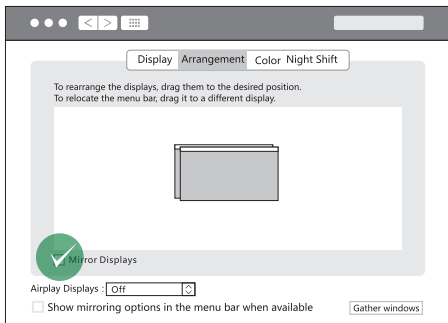 Display Arrangement Color Night Shift
To rearrange the displays, drag them to the desired position.
To relocate the menu bar, drag it to a different display.
Mirror Displays
Airplay Displays : Off
Show mirroring options in the menu bar when available
Gather windows